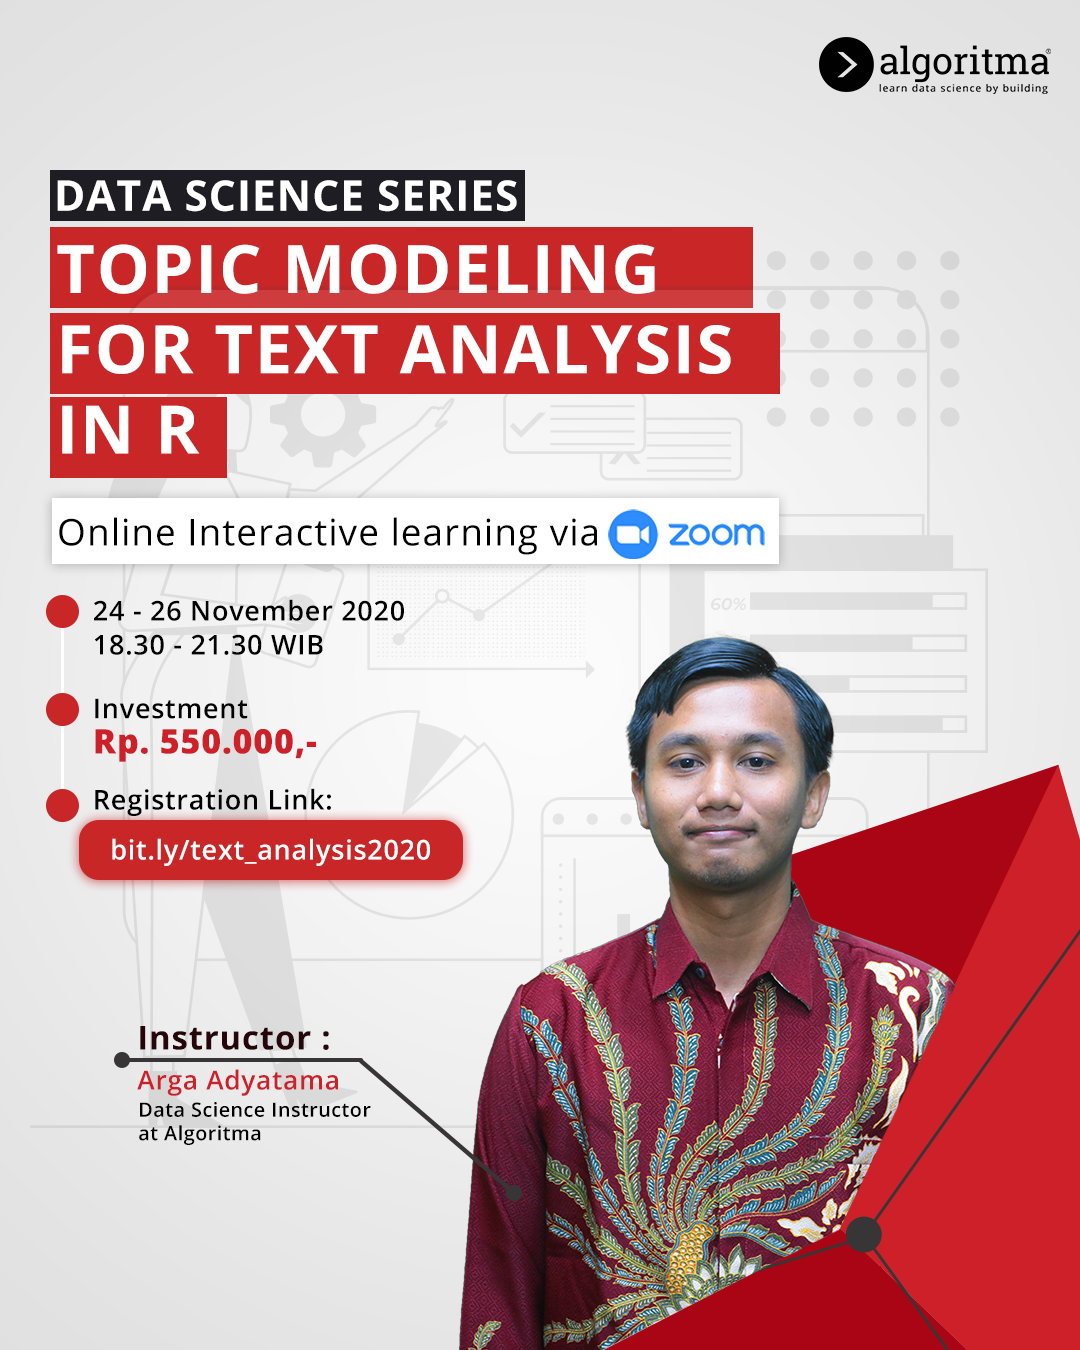 algoritma®
learn data science by building
DATA SCIENCE SERIES
TOPIC MODELING
FOR TEXT ANALYSIS
IN R
Online Interactive learning via zoom
24 - 26 November 2020
18.30 - 21.30 WIB
60%
Investment
Rp. 550.000,-
Registration Link:
bit.ly/text_analysis2020
Instructor :
Arga Adyatama
Data Science Instructor
at Algoritma